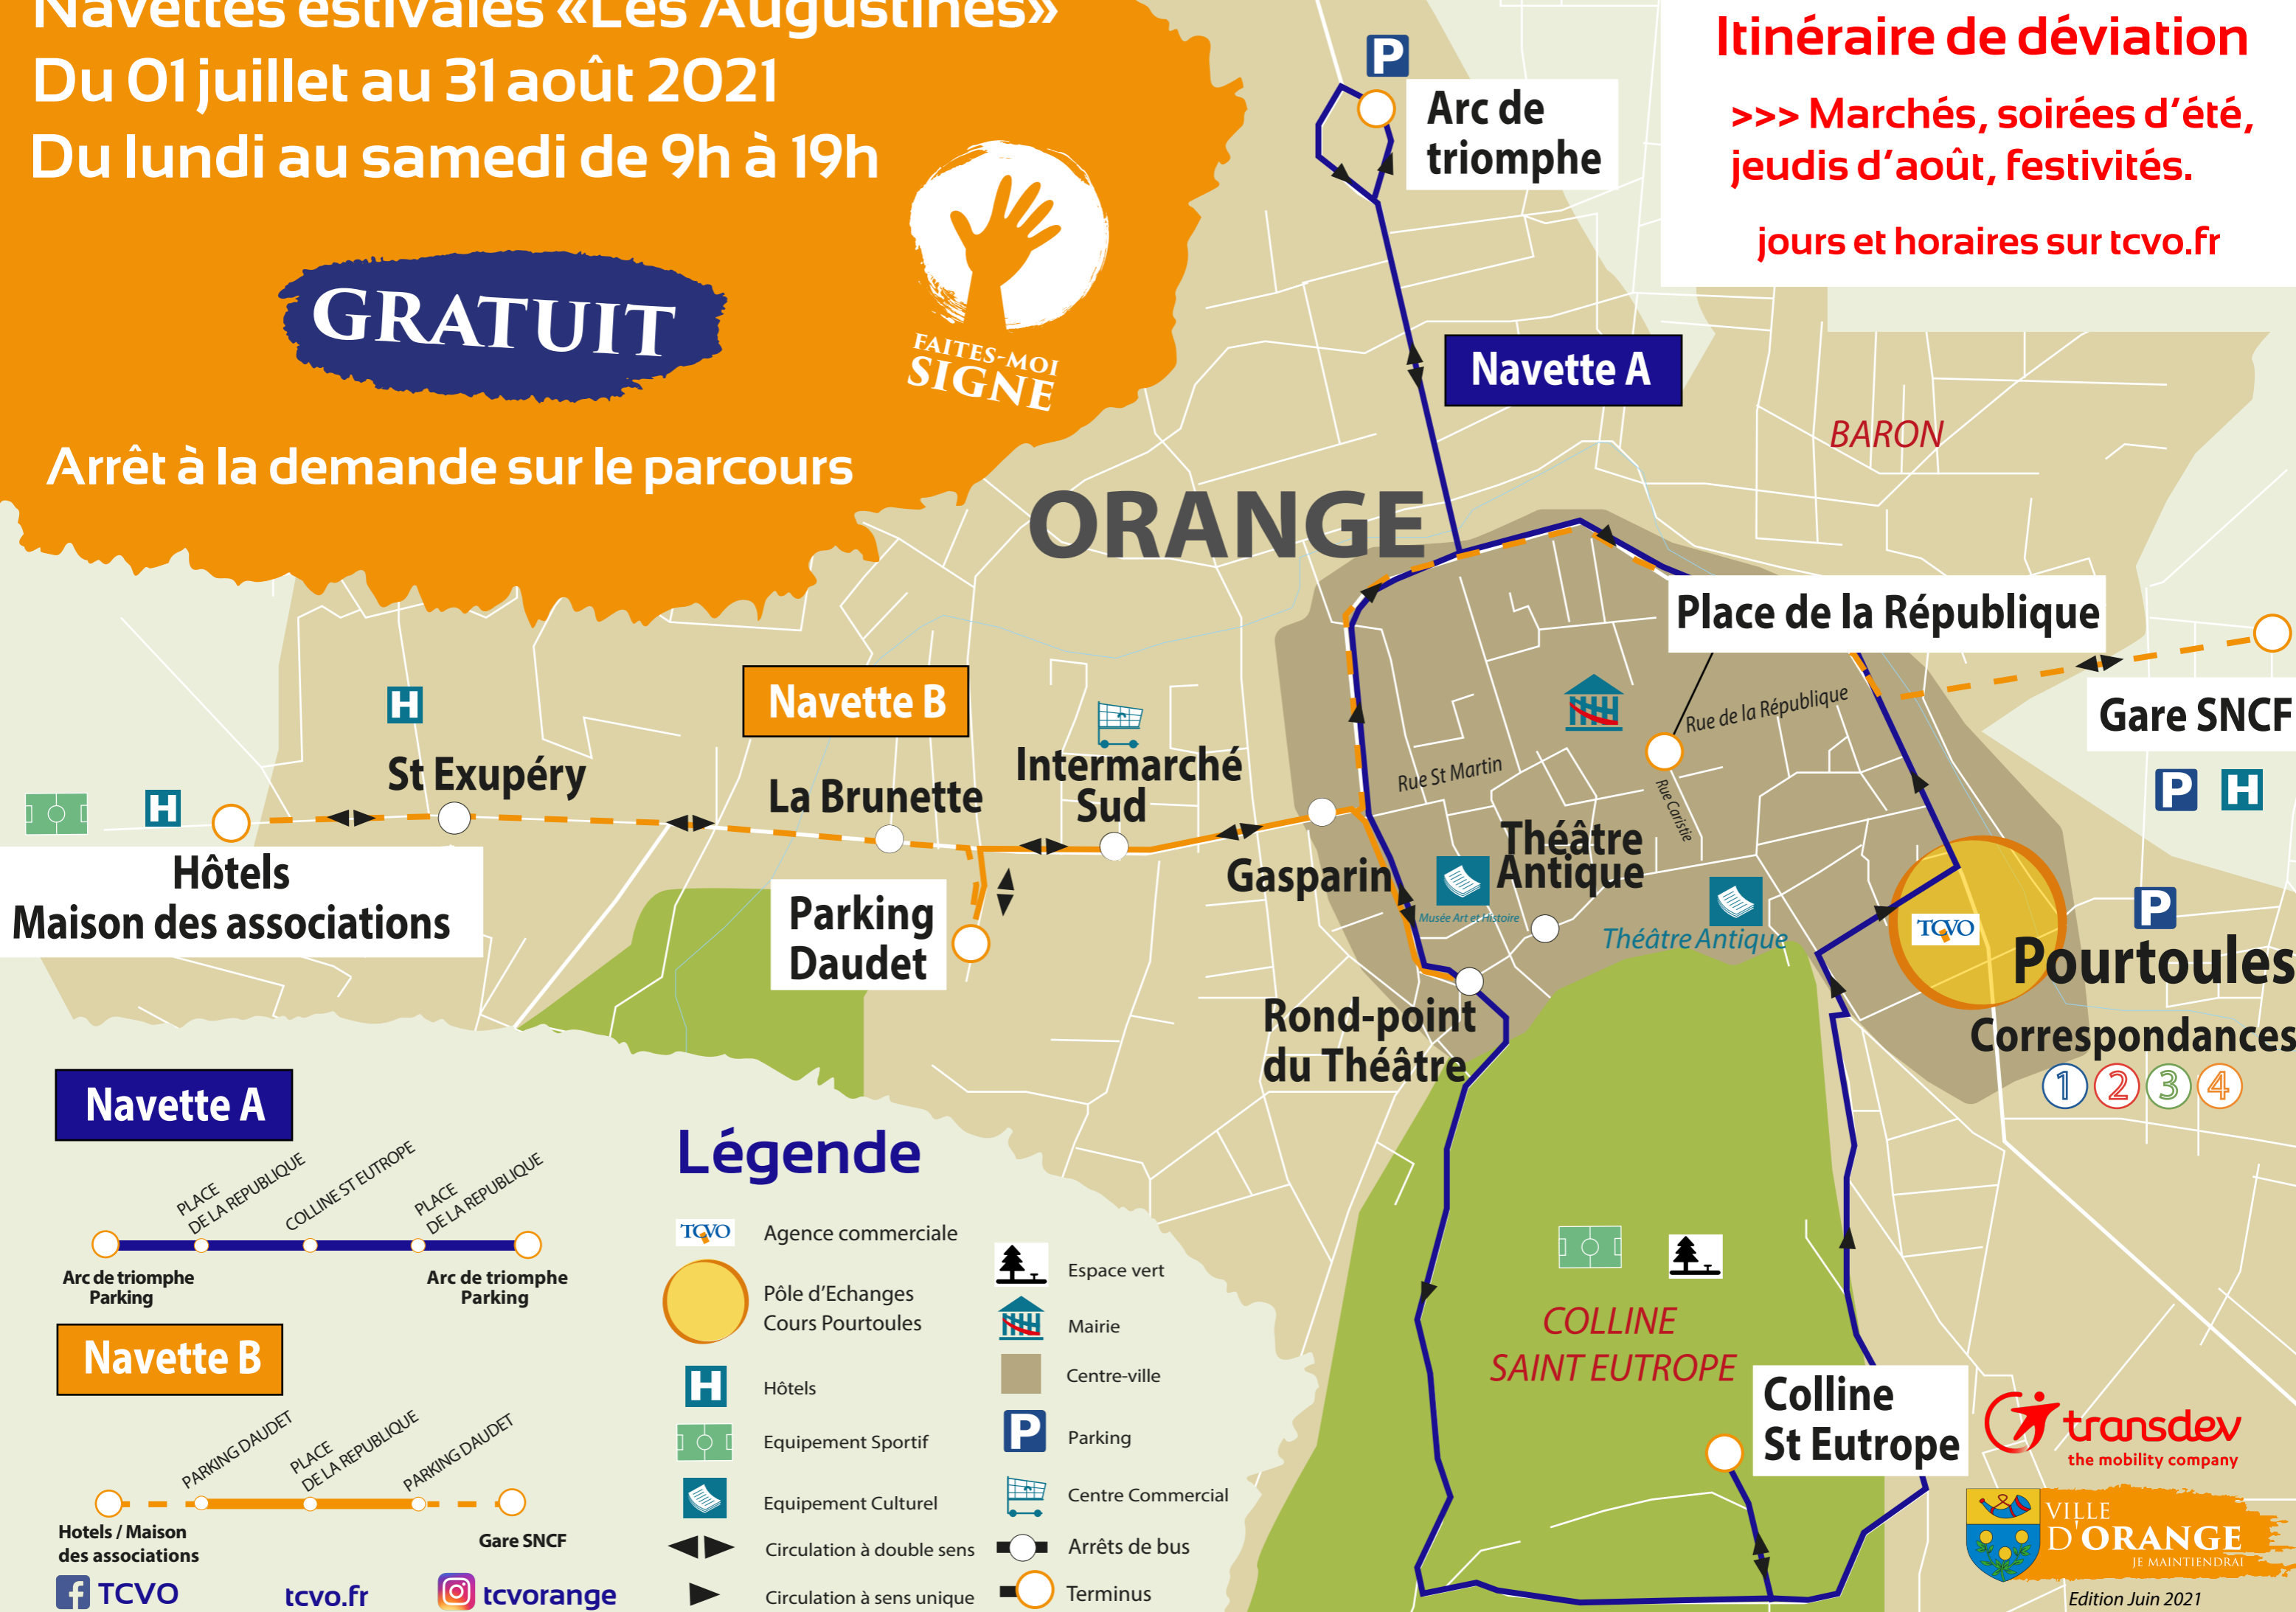 Navettes estivales «Les Augustines»
Du 01 juillet au 31 août 2021
Du lundi au samedi de 9h à 19h
GRATUIT
FAITES-MOI
SIGNE
Arrêt à la demande sur le parcours
Itinéraire de déviation
>>> Marchés, soirées d'été,
jeudis d'août, festivités.
jours et horaires sur tcvo.fr
P
Arc de
triomphe
Navette A
BARON
ORANGE
Place de la République
Rue de la République
Rue St Martin
Rue Caristie
Gare SNCF
P
H
H
Navette B
St Exupéry
La Brunette
Intermarché
Sud
H
Hôtels
Maison des associations
Parking
Daudet
Gasparin
Théâtre
Antique
Musée Art et Histoire
Théâtre Antique
TCVO
P
Pourtoules
Correspondances
1 2 3 4
Rond-point
du Théâtre
COLLINE
SAINT EUTROPE
Colline
St Eutrope
Navette A
PLACE
DE LA REPUBLIQUE
COLLINE ST EUTROPE
PLACE
DE LA REPUBLIQUE
Arc de triomphe
Parking
Arc de triomphe
Parking
Navette B
PARKING DAUDET
PLACE
DE LA REPUBLIQUE
PARKING DAUDET
Hotels / Maison
des associations
Gare SNCF
TCVO
tcvo.fr
tcvorange
Légende
TCVO
Agence commerciale
Pôle d'Echanges
Cours Pourtoules
H
Hôtels
Equipement Sportif
Equipement Culturel
Circulation à double sens
Circulation à sens unique
Espace vert
Mairie
Centre-ville
P
Parking
Centre Commercial
Arrêts de bus
Terminus
transdev
the mobility company
VILLE
D'ORANGE
JE MAINTIENDRAI
Edition Juin 2021